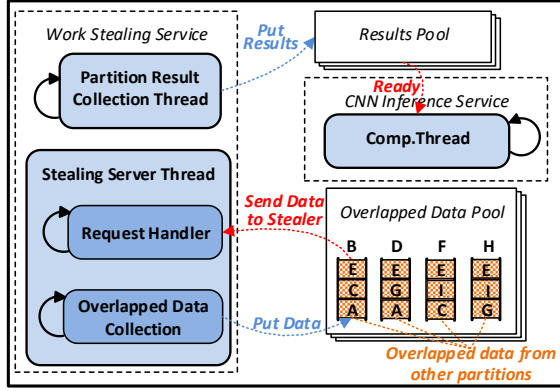 Work Stealing Service
Partition Result
Collection Thread
Put
Results
Results Pool
Ready
CNN Inference Service
Comp.Thread
Stealing Server Thread
Request Handler
Overlapped Data
Collection
Send Data
to Stealer
Put Data
Overlapped Data Pool
B D F H
E E E E
C G I I
A A C G
Overlapped data from
other partitions